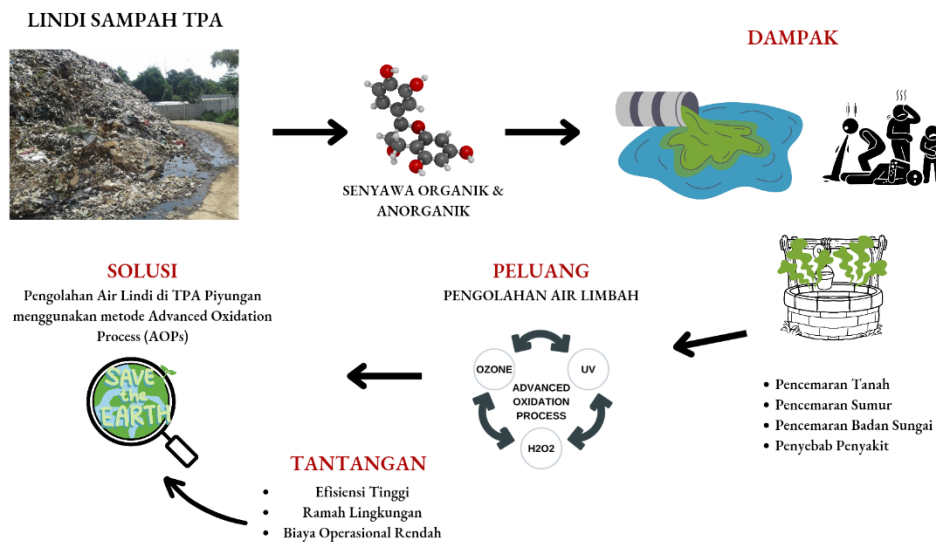 LINDI SAMPAH TPA
SENYAWA ORGANIK &
ANORGANIK
DAMPAK
• Pencemaran Tanah
• Pencemaran Sumur
• Pencemaran Badan Sungai
• Penyebab Penyakit
PELUANG
PENGOLAHAN AIR LIMBAH
OZONE
UV
ADVANCED
OXIDATION
PROCESS
H2O2
SOLUSI
Pengolahan Air Lindi di TPA Piyungan
menggunakan metode Advanced Oxidation
Process (AOPs)
SAVE
the
EARTH
TANTANGAN
• Efisiensi Tinggi
• Ramah Lingkungan
• Biaya Operasional Rendah